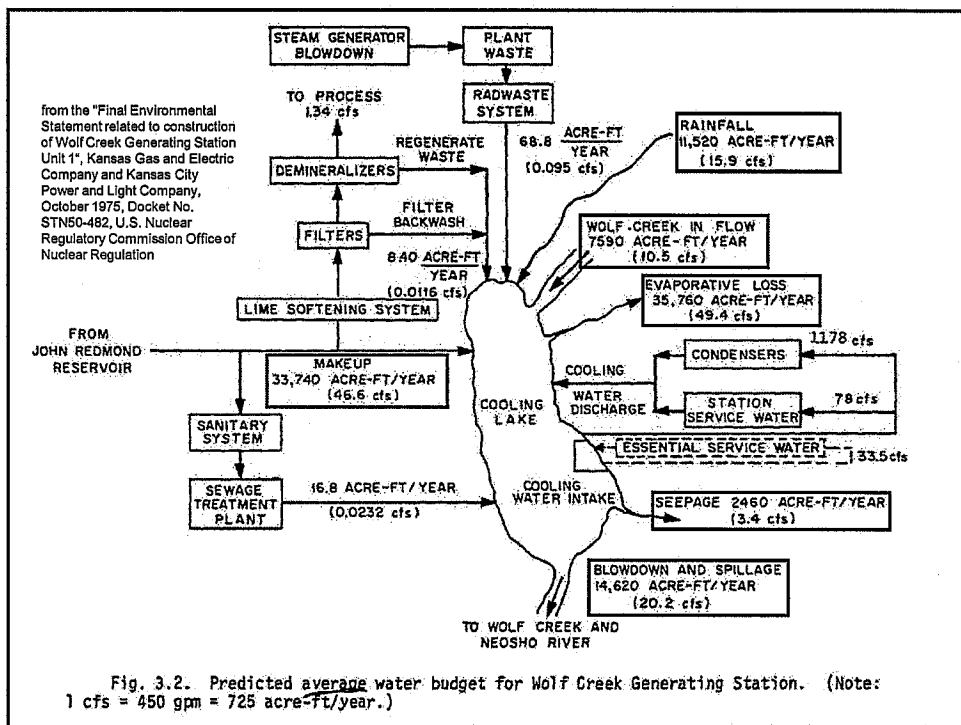 STEAM GENERATOR
BLOWDOWN
PLANT
WASTE
RADWASTE
SYSTEM
TO PROCESS
1.34 cfs
from the "Final Environmental
Statement related to construction
of Wolf Creek Generating Station
Unit 1", Kansas Gas and Electric
Company and Kansas City
Power and Light Company,
October 1975, Docket No.
STN50-482, U.S. Nuclear
Regulatory Commission Office of
Nuclear Regulation
REGENERATE
WASTE
DEMINERALIZERS
68.8 ACRE-FT
YEAR
(0.095 cfs)
RAINFALL
11,520 ACRE-FT/YEAR
(15.9 cfs)
FILTER
BACKWASH
FILTERS
8.40 ACRE-FT
YEAR
(0.0116 cfs)
WOLF CREEK IN FLOW
7590 ACRE-FT/YEAR
(10.5 cfs)
EVAPORATIVE LOSS
35,760 ACRE-FT/YEAR
(49.4 cfs)
LIME SOFTENING SYSTEM
FROM
JOHN REDMOND
RESERVOIR
MAKEUP
33,740 ACRE-FT/YEAR
(46.6 cfs)
1178 cfs
CONDENSERS
COOLING
WATER
DISCHARGE
STATION
SERVICE WATER
78 cfs
COOLING
LAKE
SANITARY
SYSTEM
ESSENTIAL SERVICE WATER
133.5 cfs
SEWAGE
TREATMENT
PLANT
16.8 ACRE-FT/YEAR
(0.0232 cfs)
COOLING
WATER INTAKE
SEEPAGE 2460 ACRE-FT/YEAR
(3.4 cfs)
BLOWDOWN AND SPILLAGE
14,620 ACRE-FT/YEAR
(20.2 cfs)
TO WOLF CREEK AND
NEOSHO RIVER
Fig. 3.2. Predicted average water budget for Wolf Creek Generating Station. (Note:
1 cfs = 450 gpm = 725 acre-ft/year.)